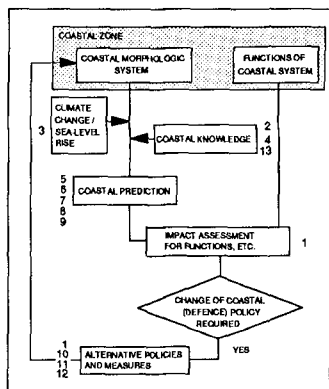 COASTAL ZONE
COASTAL MORPHOLOGIC
SYSTEM
FUNCTIONS OF
COASTAL SYSTEM
CLIMATE
CHANGE /
SEA-LEVEL
RISE
3
COASTAL KNOWLEDGE
2
4
13
5
6
7
8
9
COASTAL PREDICTION
IMPACT ASSESSMENT
FOR FUNCTIONS, ETC.
1
CHANGE OF COASTAL
(DEFENCE) POLICY
REQUIRED
YES
1
10
11
12
ALTERNATIVE POLICIES
AND MEASURES